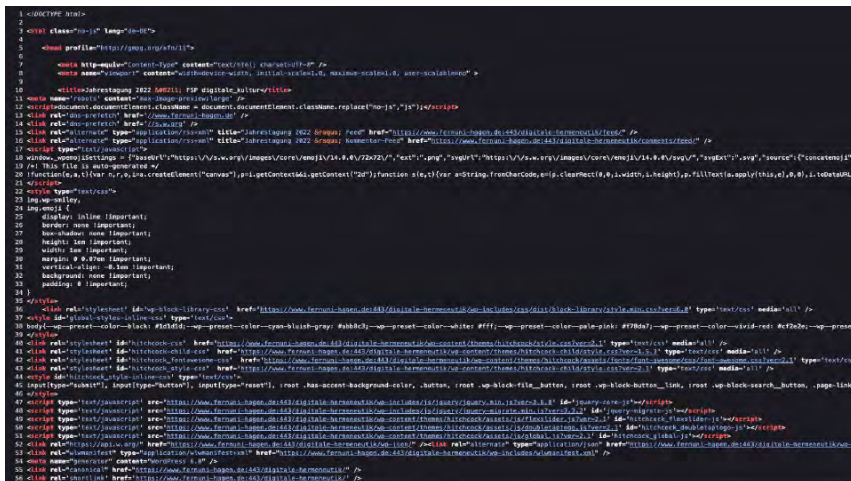 1 <!DOCTYPE html>
2
3 <html class="no-js" lang="de-DE">
4
5 <head profile="http://gmpg.org/xfn/11">
6
7 <meta http-equiv="Content-Type" content="text/html; charset=UTF-8" />
8 <meta name="viewport" content="width=device-width, initial-scale=1.0, maximum-scale=1.0, user-scalable=no" >
9
10 <title>Jahrestagung 2022 &#8211; FSP digitale_kultur</title>
11 <meta name='robots' content='max-image-preview:large' />
12 <script>document.documentElement.className = document.documentElement.className.replace("no-js","js");</script>
13 <link rel='dns-prefetch' href='//www.fernuni-hagen.de' />
14 <link rel='dns-prefetch' href='//s.w.org' />
15 <link rel="alternate" type="application/rss+xml" title="Jahrestagung 2022 &raquo; Feed" href="https://www.fernuni-hagen.de:443/digitale-hermeneutik/feed/" />
16 <link rel="alternate" type="application/rss+xml" title="Jahrestagung 2022 &raquo; Kommentar-Feed" href="https://www.fernuni-hagen.de:443/digitale-hermeneutik/comments/feed/" />
17 <script type="text/javascript">
18 window._wpemojiSettings = {"baseUrl":"https:\/\/s.w.org\/images\/core\/emoji\/14.0.0\/72x72\/","ext":".png","svgUrl":"https:\/\/s.w.org\/images\/core\/emoji\/14.0.0\/svg\/","svgExt":".svg","source":{"concatemoji"
19 /*! This file is auto-generated */
20 !function(e,a,t){var n,r,o,i=a.createElement("canvas"),p=i.getContext&&i.getContext("2d");function s(e,t){var a=String.fromCharCode,e=(p.clearRect(0,0,i.width,i.height),p.fillText(a.apply(this,e),0,0),i.toDataURL
21 </script>
22 <style type="text/css">
23 img.wp-smiley,
24 img.emoji {
25 display: inline !important;
26 border: none !important;
27 box-shadow: none !important;
28 height: 1em !important;
29 width: 1em !important;
30 margin: 0 0.07em !important;
31 vertical-align: -0.1em !important;
32 background: none !important;
33 padding: 0 !important;
34 }
35 </style>
36 <link rel='stylesheet' id='wp-block-library-css' href='https://www.fernuni-hagen.de:443/digitale-hermeneutik/wp-includes/css/dist/block-library/style.min.css?ver=6.0' type='text/css' media='all' />
37 <style id='global-styles-inline-css' type='text/css'>
38 body{--wp--preset--color--black: #1d1d1d;--wp--preset--color--cyan-bluish-gray: #abb8c3;--wp--preset--color--white: #fff;--wp--preset--color--pale-pink: #f78da7;--wp--preset--color--vivid-red: #cf2e2e;--wp--prese
39 </style>
40 <link rel='stylesheet' id='hitchcock-css' href='https://www.fernuni-hagen.de:443/digitale-hermeneutik/wp-content/themes/hitchcock/style.css?ver=2.1' type='text/css' media='all' />
41 <link rel='stylesheet' id='hitchcock-child-css' href='https://www.fernuni-hagen.de:443/digitale-hermeneutik/wp-content/themes/hitchcock-child/style.css?ver=1.5.1' type='text/css' media='all' />
42 <link rel='stylesheet' id='hitchcock_fontawesome-css' href='https://www.fernuni-hagen.de:443/digitale-hermeneutik/wp-content/themes/hitchcock/assets/fonts/font-awesome/css/font-awesome.css?ver=2.1' type='text/cs
43 <link rel='stylesheet' id='hitchcock_style-css' href='https://www.fernuni-hagen.de:443/digitale-hermeneutik/wp-content/themes/hitchcock-child/style.css?ver=2.1' type='text/css' media='all' />
44 <style id='hitchcock_style-inline-css' type='text/css'>
45 input[type="submit"], input[type="button"], input[type="reset"], :root .has-accent-background-color, .button, :root .wp-block-file__button, :root .wp-block-button__link, :root .wp-block-search__button, .page-link
46 </style>
47 <script type='text/javascript' src='https://www.fernuni-hagen.de:443/digitale-hermeneutik/wp-includes/js/jquery/jquery.min.js?ver=3.6.0' id='jquery-core-js'></script>
48 <script type='text/javascript' src='https://www.fernuni-hagen.de:443/digitale-hermeneutik/wp-includes/js/jquery/jquery-migrate.min.js?ver=3.3.2' id='jquery-migrate-js'></script>
49 <script type='text/javascript' src='https://www.fernuni-hagen.de:443/digitale-hermeneutik/wp-content/themes/hitchcock/assets/js/flexslider.js?ver=2.1' id='hitchcock_flexslider-js'></script>
50 <script type='text/javascript' src='https://www.fernuni-hagen.de:443/digitale-hermeneutik/wp-content/themes/hitchcock/assets/js/doubletaptogo.js?ver=2.1' id='hitchcock_doubletaptogo-js'></script>
51 <script type='text/javascript' src='https://www.fernuni-hagen.de:443/digitale-hermeneutik/wp-content/themes/hitchcock/assets/js/global.js?ver=2.1' id='hitchcock_global-js'></script>
52 <link rel="https://api.w.org/" href="https://www.fernuni-hagen.de:443/digitale-hermeneutik/wp-json/" /><link rel="alternate" type="application/json" href="https://www.fernuni-hagen.de:443/digitale-hermeneutik/wp-
53 <link rel="wlwmanifest" type="application/wlwmanifest+xml" href="https://www.fernuni-hagen.de:443/digitale-hermeneutik/wp-includes/wlwmanifest.xml" />
54 <meta name="generator" content="WordPress 6.0" />
55 <link rel="canonical" href="https://www.fernuni-hagen.de:443/digitale-hermeneutik/" />
56 <link rel='shortlink' href='https://www.fernuni-hagen.de:443/digitale-hermeneutik/' />